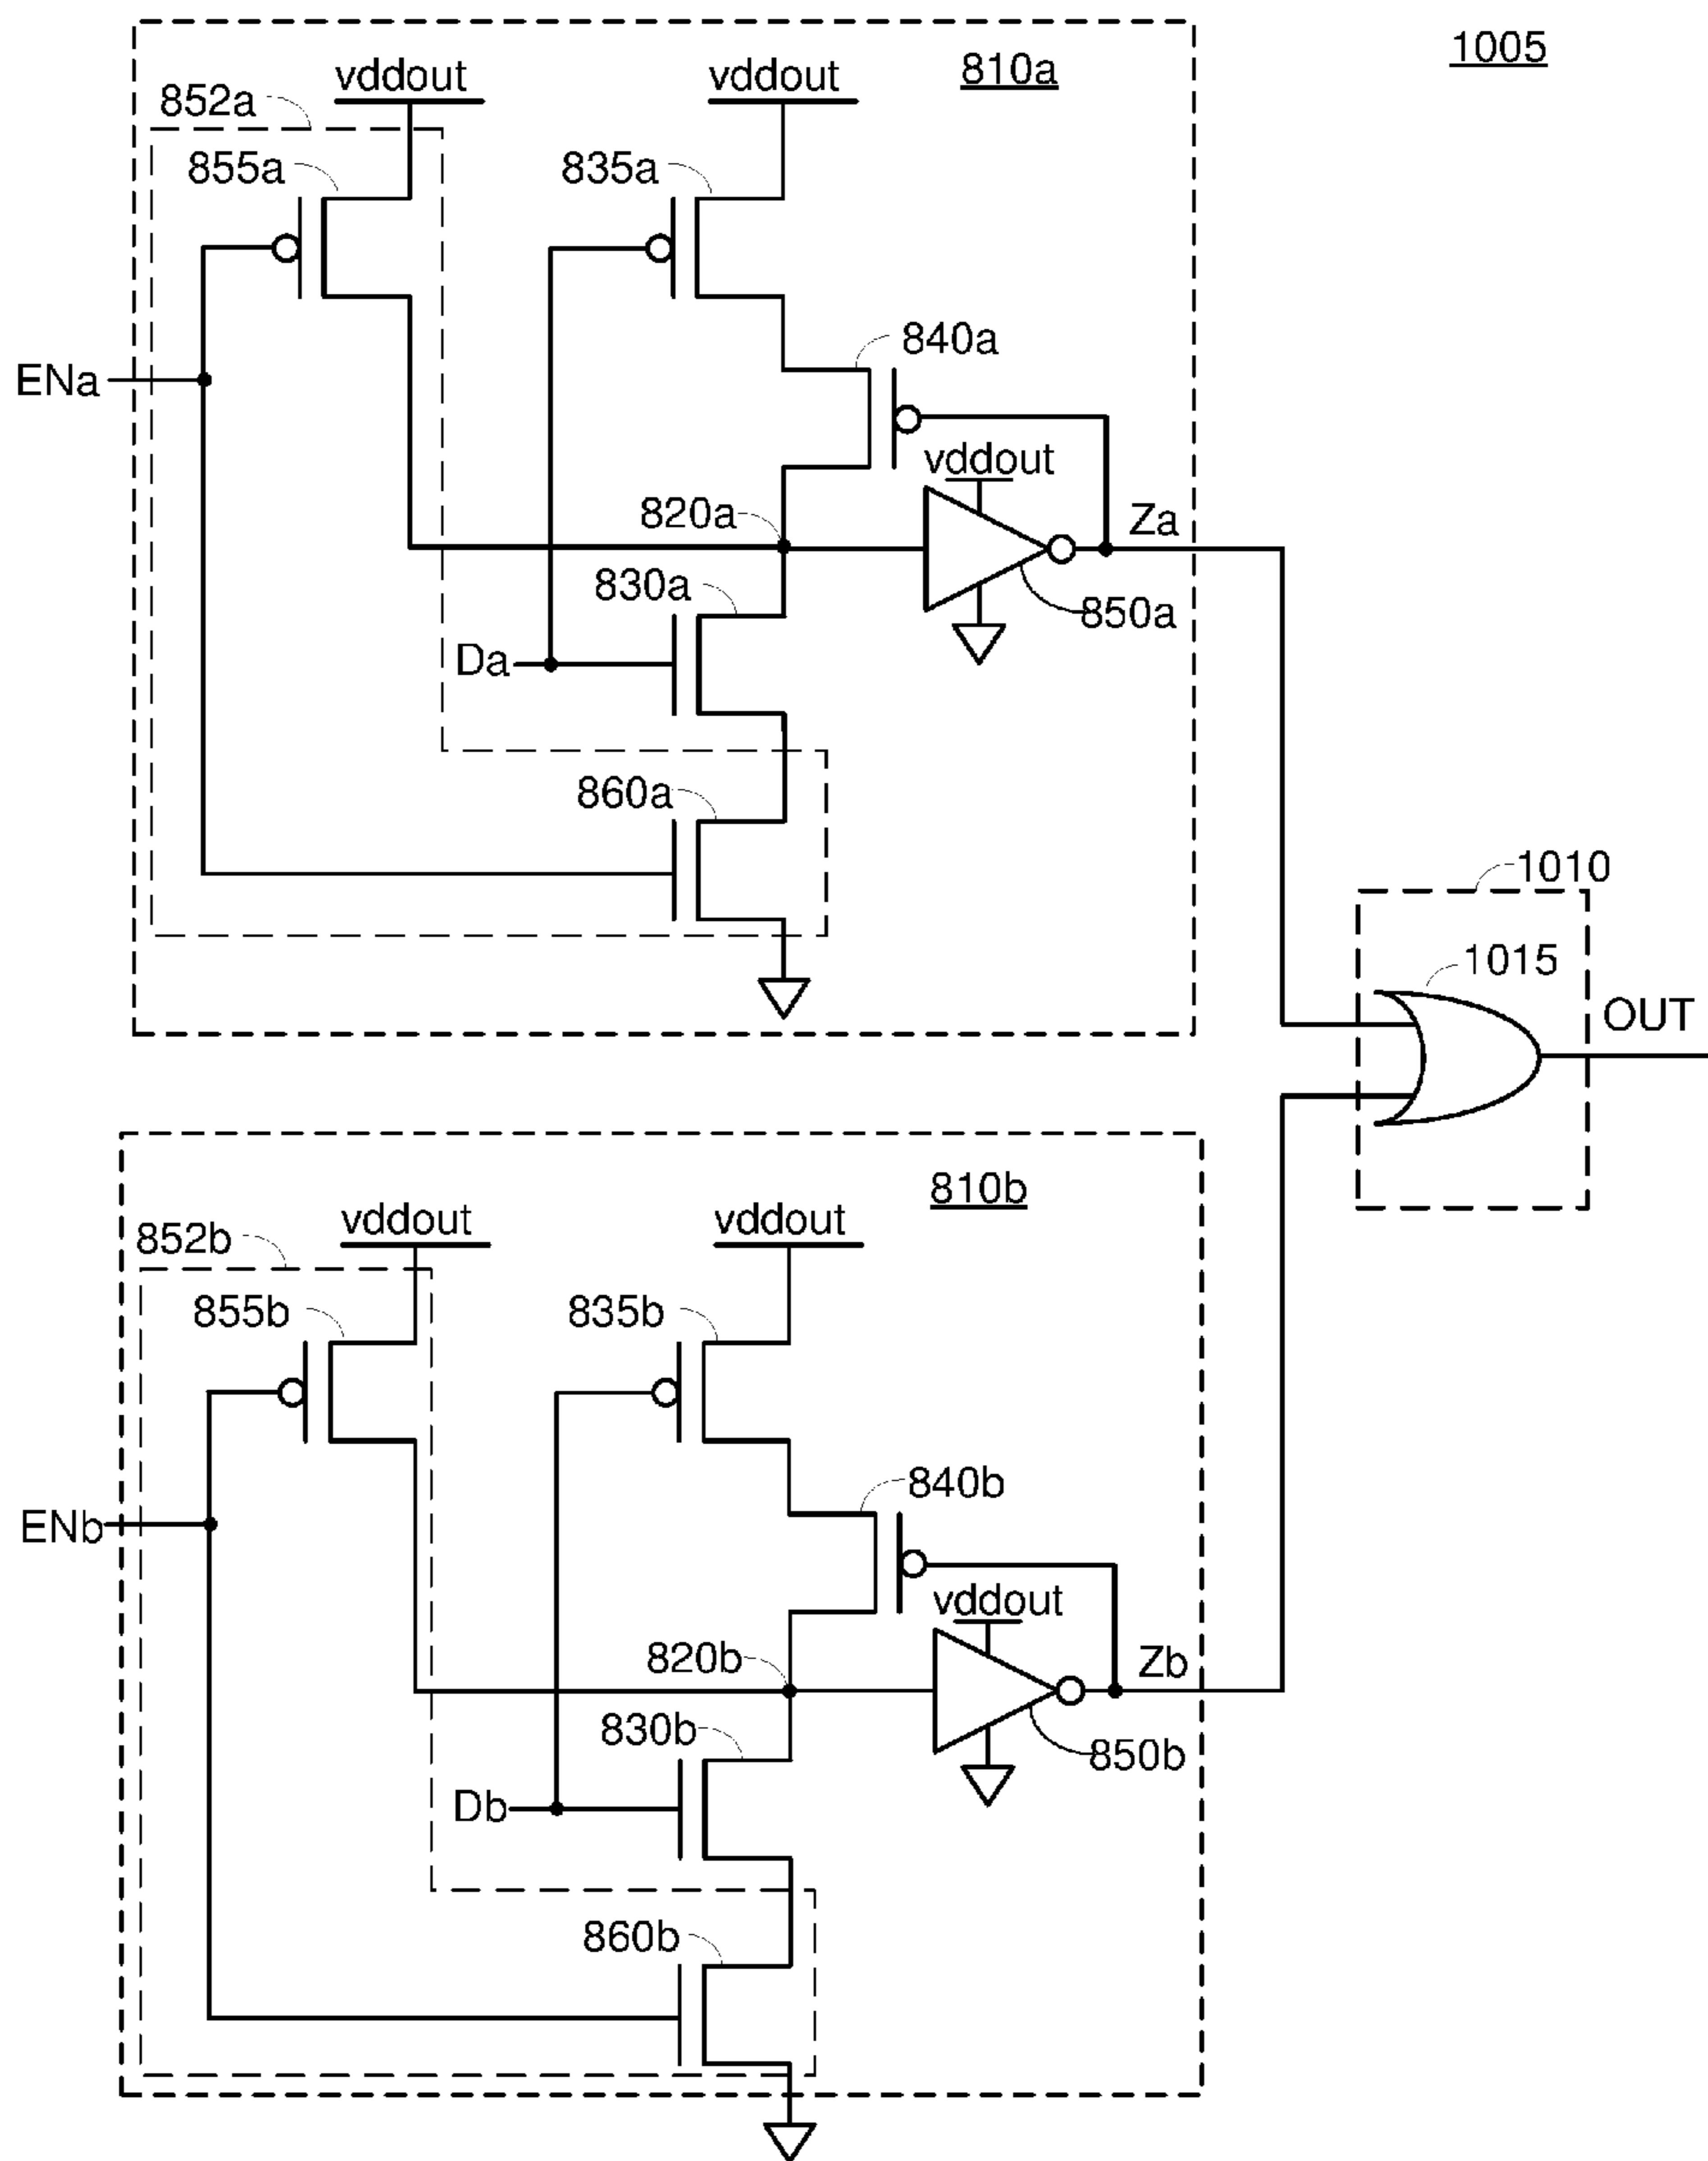 1005
810a
vddout
vddout
852a
855a
835a
840a
ENa
vddout
820a
Za
830a
850a
Da
860a
1010
1015
OUT
810b
vddout
vddout
852b
855b
835b
840b
ENb
vddout
820b
Zb
830b
850b
Db
860b